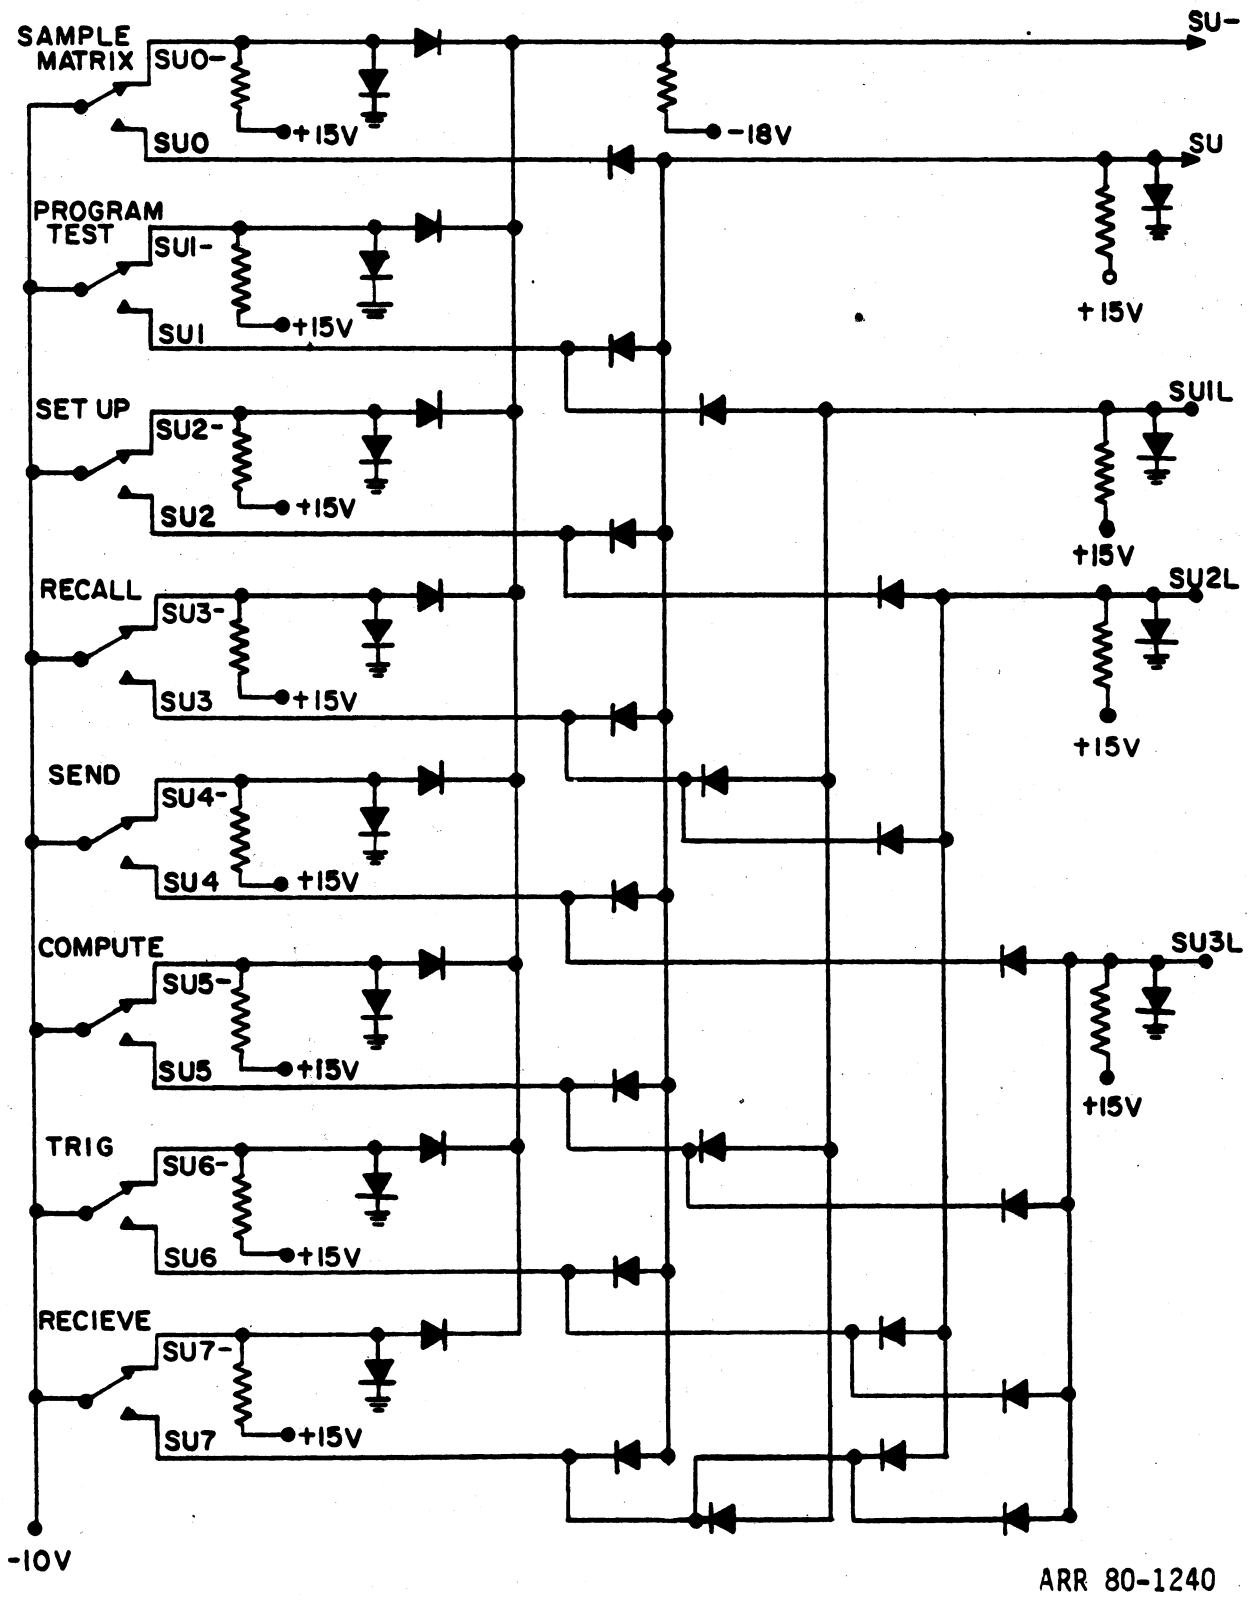 SAMPLE
MATRIX
SU0-
+15V
SU0
SU-
-18V
SU
+15V
PROGRAM
TEST
SU1-
+15V
SU1
SET UP
SU2-
+15V
SU2
SU1L
+15V
RECALL
SU3-
+15V
SU3
SU2L
+15V
SEND
SU4-
+15V
SU4
COMPUTE
SU5-
+15V
SU5
SU3L
+15V
TRIG
SU6-
+15V
SU6
RECIEVE
SU7-
+15V
SU7
-10V
ARR 80-1240